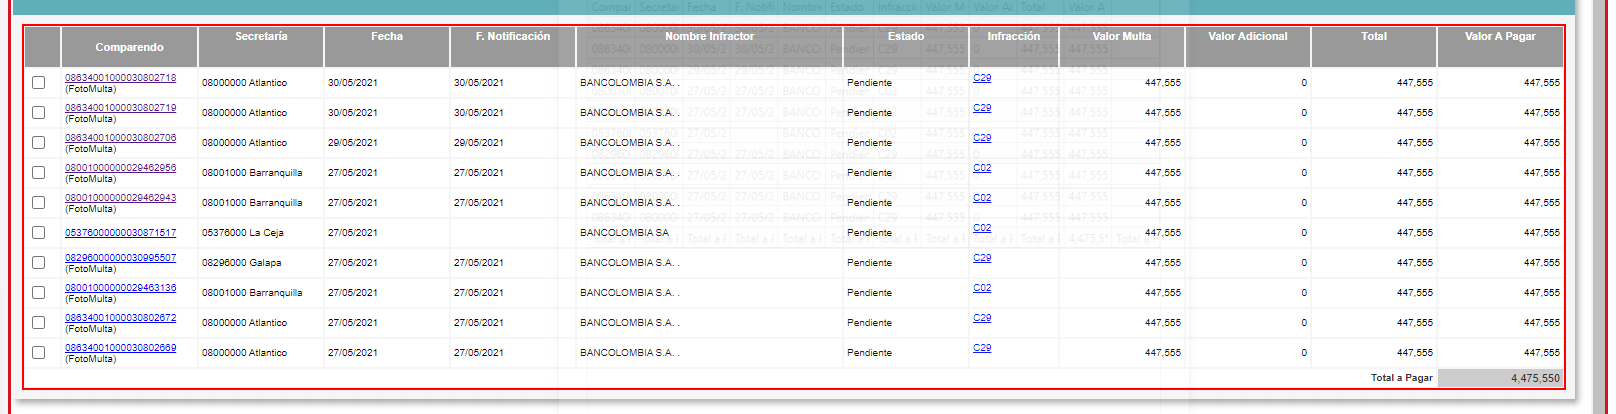 Comparendo Secretaría Fecha F. Notificación Nombre Infractor Estado Infracción Valor Multa Valor Adicional Total Valor A Pagar
08634001000030802718 (FotoMulta) 08000000 Atlantico 30/05/2021 30/05/2021 BANCOLOMBIA S.A. . Pendiente C29 447,555 0 447,555 447,555
08634001000030802719 (FotoMulta) 08000000 Atlantico 30/05/2021 30/05/2021 BANCOLOMBIA S.A. . Pendiente C29 447,555 0 447,555 447,555
08634001000030802706 (FotoMulta) 08000000 Atlantico 29/05/2021 29/05/2021 BANCOLOMBIA S.A. . Pendiente C29 447,555 0 447,555 447,555
08001000000029462956 (FotoMulta) 08001000 Barranquilla 27/05/2021 27/05/2021 BANCOLOMBIA S.A. . Pendiente C02 447,555 0 447,555 447,555
08001000000029462943 (FotoMulta) 08001000 Barranquilla 27/05/2021 27/05/2021 BANCOLOMBIA S.A. . Pendiente C02 447,555 0 447,555 447,555
05376000000030871517 05376000 La Ceja 27/05/2021 BANCOLOMBIA SA Pendiente C02 447,555 0 447,555 447,555
08296000000030995507 (FotoMulta) 08296000 Galapa 27/05/2021 27/05/2021 BANCOLOMBIA S.A. . Pendiente C29 447,555 0 447,555 447,555
08001000000029463136 (FotoMulta) 08001000 Barranquilla 27/05/2021 27/05/2021 BANCOLOMBIA S.A. . Pendiente C02 447,555 0 447,555 447,555
08634001000030802672 (FotoMulta) 08000000 Atlantico 27/05/2021 27/05/2021 BANCOLOMBIA S.A. . Pendiente C29 447,555 0 447,555 447,555
08634001000030802669 (FotoMulta) 08000000 Atlantico 27/05/2021 27/05/2021 BANCOLOMBIA S.A. . Pendiente C29 447,555 0 447,555 447,555
Total a Pagar 4,475,550